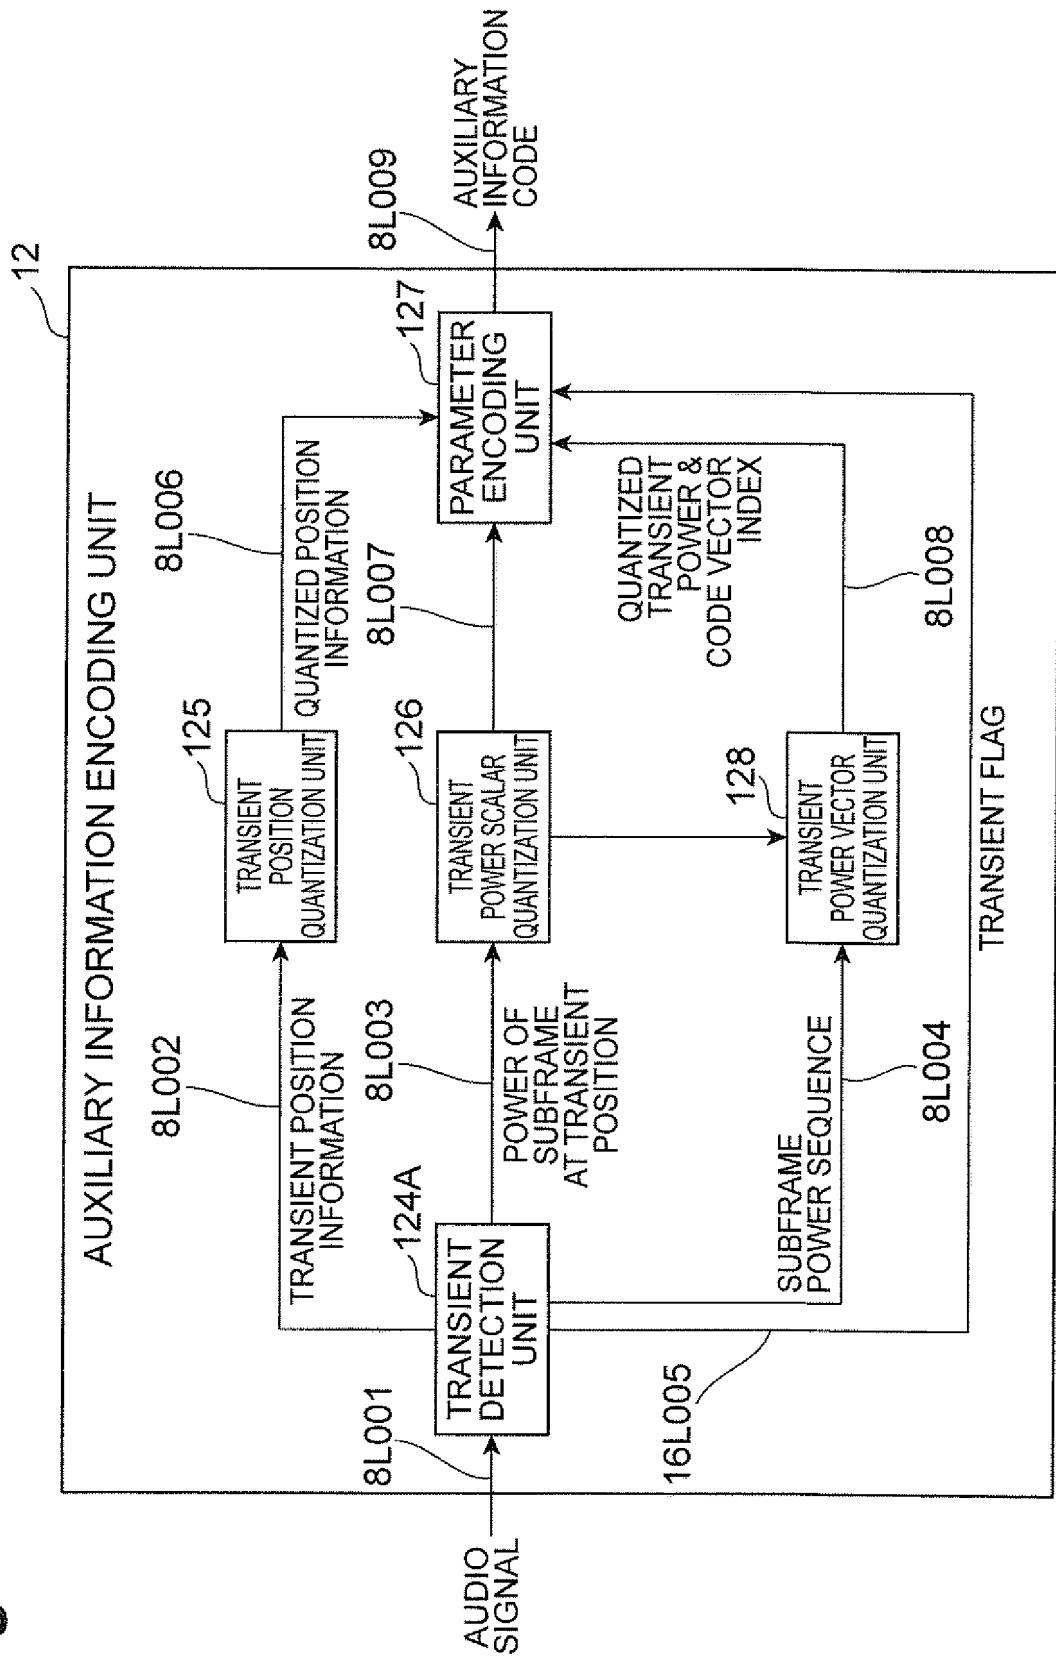 12
AUXILIARY INFORMATION ENCODING UNIT
AUDIO
SIGNAL
8L001
TRANSIENT
DETECTION
UNIT
124A
8L002
TRANSIENT POSITION
INFORMATION
8L003
POWER OF
SUBFRAME
AT TRANSIENT
POSITION
SUBFRAME
POWER SEQUENCE
8L004
16L005
TRANSIENT FLAG
TRANSIENT
POSITION
QUANTIZATION UNIT
125
TRANSIENT
POWER SCALAR
QUANTIZATION UNIT
126
TRANSIENT
POWER VECTOR
QUANTIZATION UNIT
128
8L006
QUANTIZED POSITION
INFORMATION
8L007
QUANTIZED
TRANSIENT
POWER &
CODE VECTOR
INDEX
8L008
PARAMETER
ENCODING
UNIT
127
8L009
AUXILIARY
INFORMATION
CODE